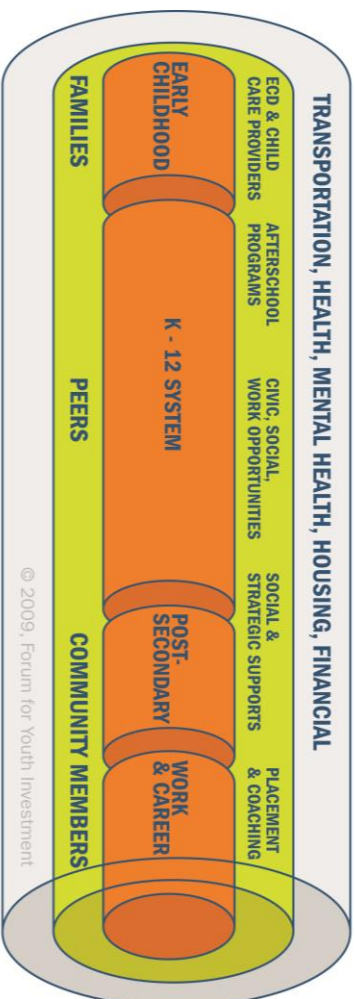 TRANSPORTATION, HEALTH, MENTAL HEALTH, HOUSING, FINANCIAL
ECD & CHILD
CARE PROVIDERS
AFTERSCHOOL
PROGRAMS
CIVIC, SOCIAL,
WORK OPPORTUNITIES
SOCIAL &
STRATEGIC SUPPORTS
PLACEMENT
& COACHING
EARLY
CHILDHOOD
K - 12 SYSTEM
POST-
SECONDARY
WORK
& CAREER
FAMILIES
PEERS
COMMUNITY MEMBERS
© 2009, Forum for Youth Investment